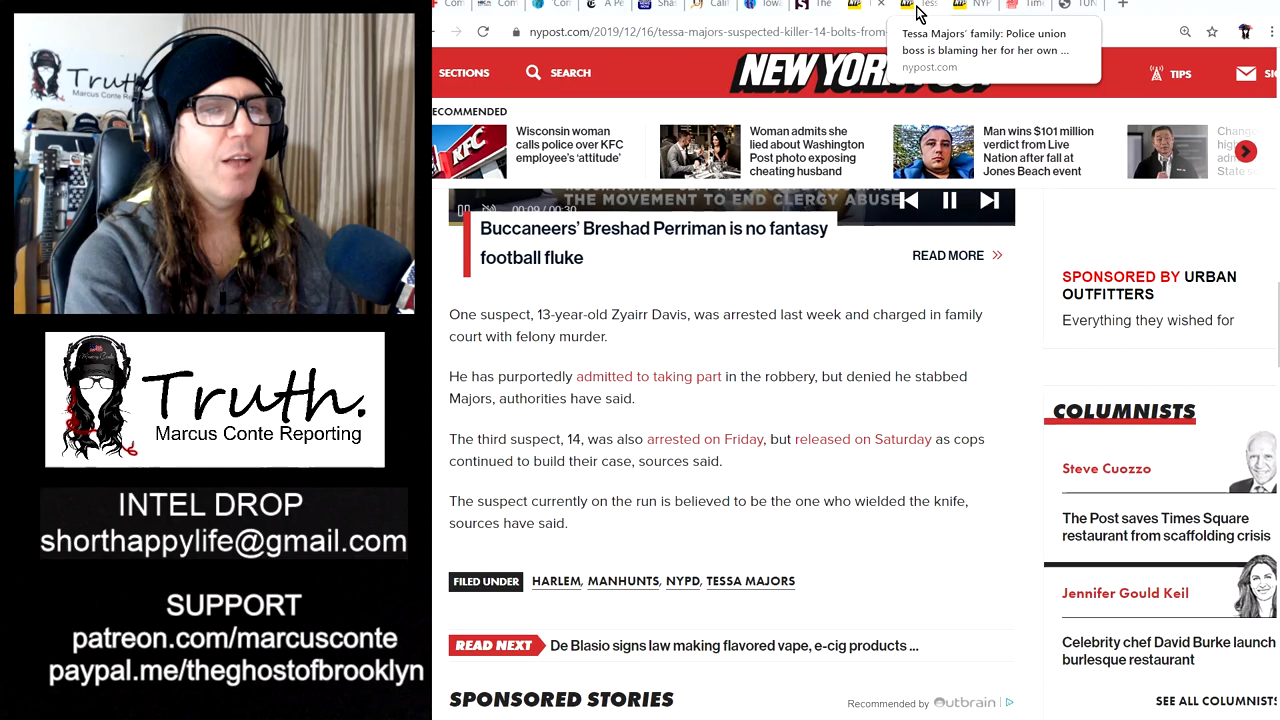 Truth.
Marcus Conte Re
Truth.
Marcus Conte Reporting
INTEL DROP
shorthappylife@gmail.com
SUPPORT
patreon.com/marcusconte
paypal.me/theghostofbrooklyn
nypost.com/2019/12/16/tessa-majors-suspected-killer-14-bolts-from-
Tessa Majors' family: Police union
boss is blaming her for her own ...
nypost.com
SECTIONS
SEARCH
NEW YOR
TIPS
ECOMMENDED
Wisconsin woman
calls police over KFC
employee's 'attitude'
KFC
Woman admits she
lied about Washington
Post photo exposing
cheating husband
Man wins $101 million
verdict from Live
Nation after fall at
Jones Beach event
THE MOVEMENT TO END CLERGY ABUSE
00:09 / 00:30
Buccaneers' Breshad Perriman is no fantasy
football fluke
READ MORE
One suspect, 13-year-old Zyairr Davis, was arrested last week and charged in family
court with felony murder.
He has purportedly admitted to taking part in the robbery, but denied he stabbed
Majors, authorities have said.
The third suspect, 14, was also arrested on Friday, but released on Saturday as cops
continued to build their case, sources said.
The suspect currently on the run is believed to be the one who wielded the knife,
sources have said.
FILED UNDER HARLEM, MANHUNTS, NYPD, TESSA MAJORS
READ NEXT De Blasio signs law making flavored vape, e-cig products ...
SPONSORED STORIES
Recommended by Outbrain
SPONSORED BY URBAN
OUTFITTERS
Everything they wished for
COLUMNISTS
Steve Cuozzo
The Post saves Times Square
restaurant from scaffolding crisis
Jennifer Gould Keil
Celebrity chef David Burke launch
burlesque restaurant
SEE ALL COLUMNISTS